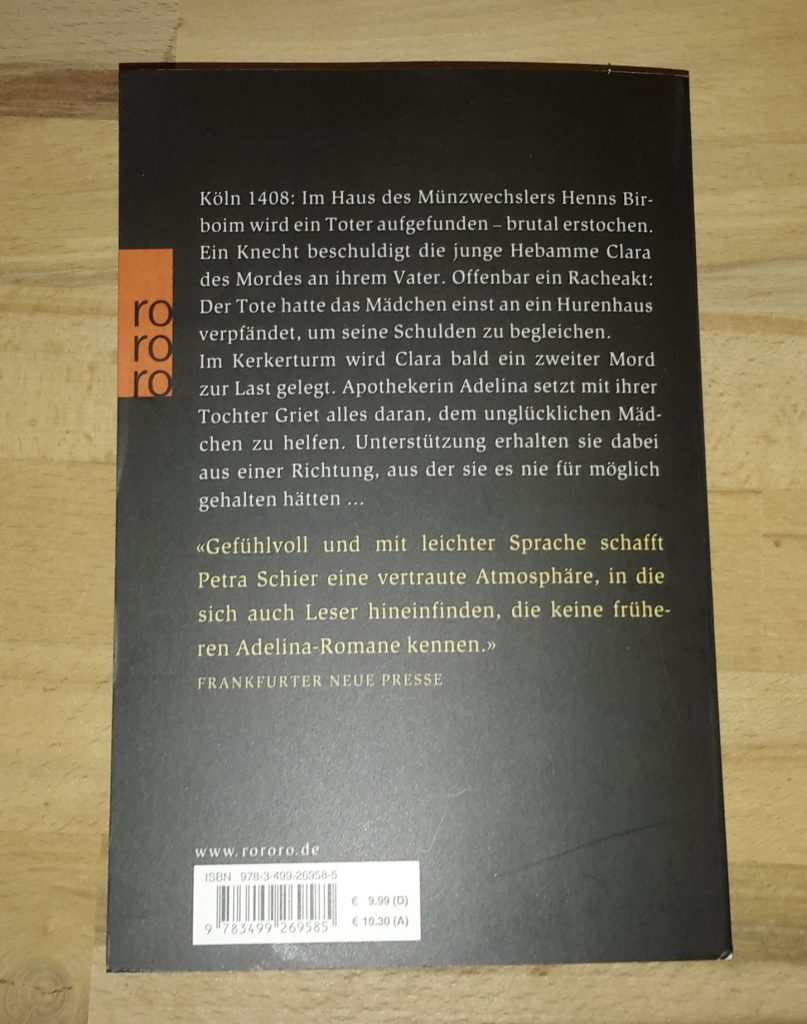 Köln 1408: Im Haus des Münzwechslers Henns Bir-
boim wird ein Toter aufgefunden – brutal erstochen.
Ein Knecht beschuldigt die junge Hebamme Clara
des Mordes an ihrem Vater. Offenbar ein Racheakt:
Der Tote hatte das Mädchen einst an ein Hurenhaus
verpfändet, um seine Schulden zu begleichen.
Im Kerkerturm wird Clara bald ein zweiter Mord
zur Last gelegt. Apothekerin Adelina setzt mit ihrer
Tochter Griet alles daran, dem unglücklichen Mäd-
chen zu helfen. Unterstützung erhalten sie dabei
aus einer Richtung, aus der sie es nie für möglich
gehalten hätten ...
ro
ro
ro
«Gefühlvoll und mit leichter Sprache schafft
Petra Schier eine vertraute Atmosphäre, in die
sich auch Leser hineinfinden, die keine frühe-
ren Adelina-Romane kennen.»
FRANKFURTER NEUE PRESSE
www.rororo.de
ISBN 978-3-499-26958-5
€ 9.99 (D)
€ 10.30 (A)
9 783499 269585